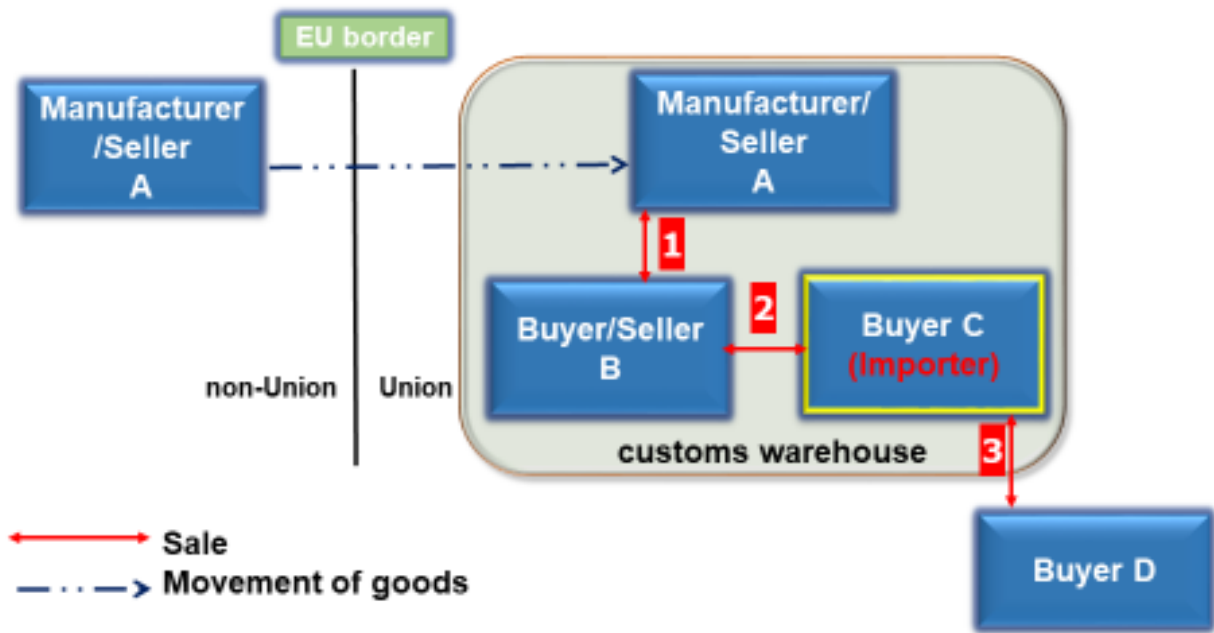 EU border
Manufacturer
/Seller
A
Manufacturer/
Seller
A
1
Buyer/Seller
B
2
Buyer C
(Importer)
non-Union
Union
customs warehouse
3
Sale
Movement of goods
Buyer D